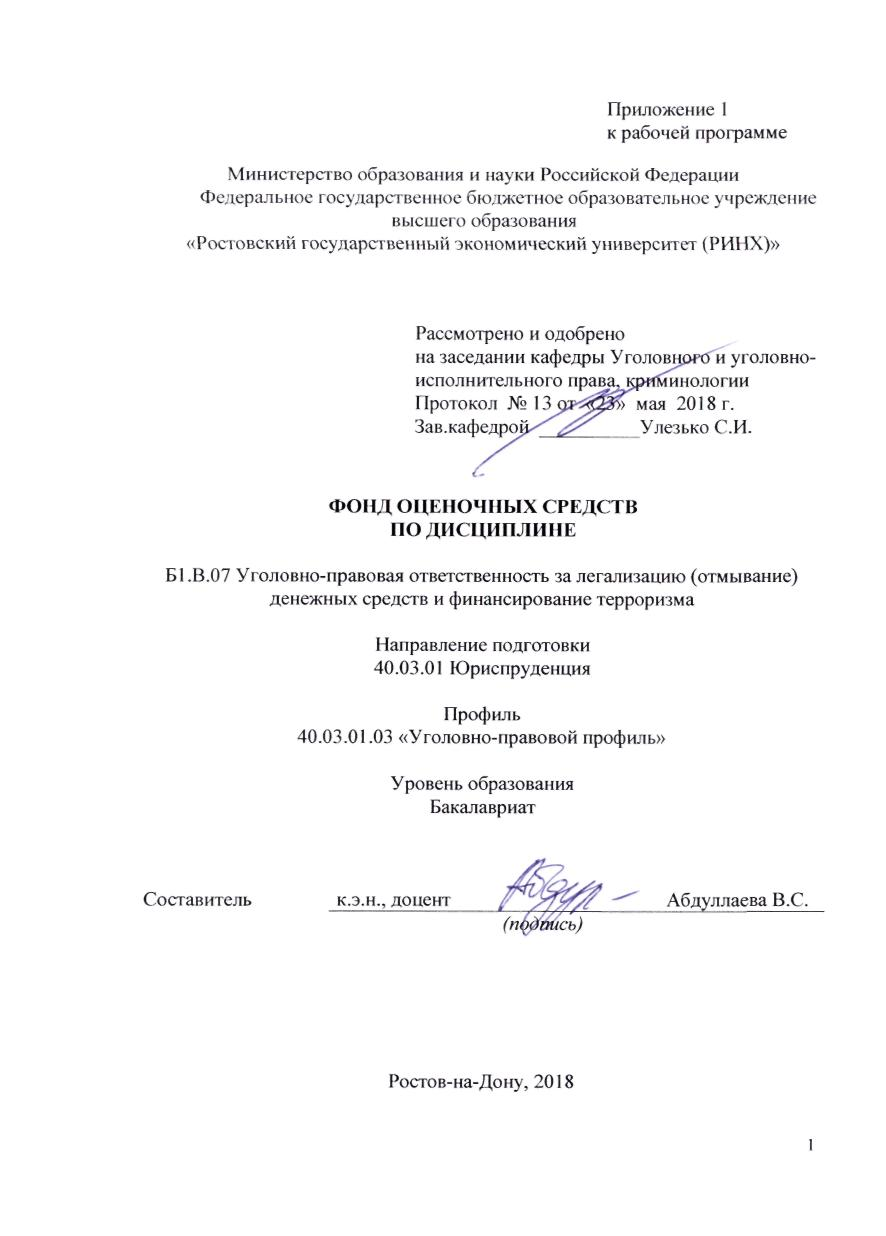 Приложение 1
к рабочей программе
Министерство образования и науки Российской Федерации
Федеральное государственное бюджетное образовательное учреждение
высшего образования
«Ростовский государственный экономический университет (РИНХ)»
Рассмотрено и одобрено
на заседании кафедры Уголовного и уголовно-
исполнительного права, криминологии
Протокол № 13 от «23» мая 2018 г.
Зав.кафедрой __________Улезько С.И.
ФОНД ОЦЕНОЧНЫХ СРЕДСТВ
ПО ДИСЦИПЛИНЕ
Б1.В.07 Уголовно-правовая ответственность за легализацию (отмывание)
денежных средств и финансирование терроризма
Направление подготовки
40.03.01 Юриспруденция
Профиль
40.03.01.03 «Уголовно-правовой профиль»
Уровень образования
Бакалавриат
Составитель к.э.н., доцент Абдуллаева В.С.
(подпись)
Ростов-на-Дону, 2018
1